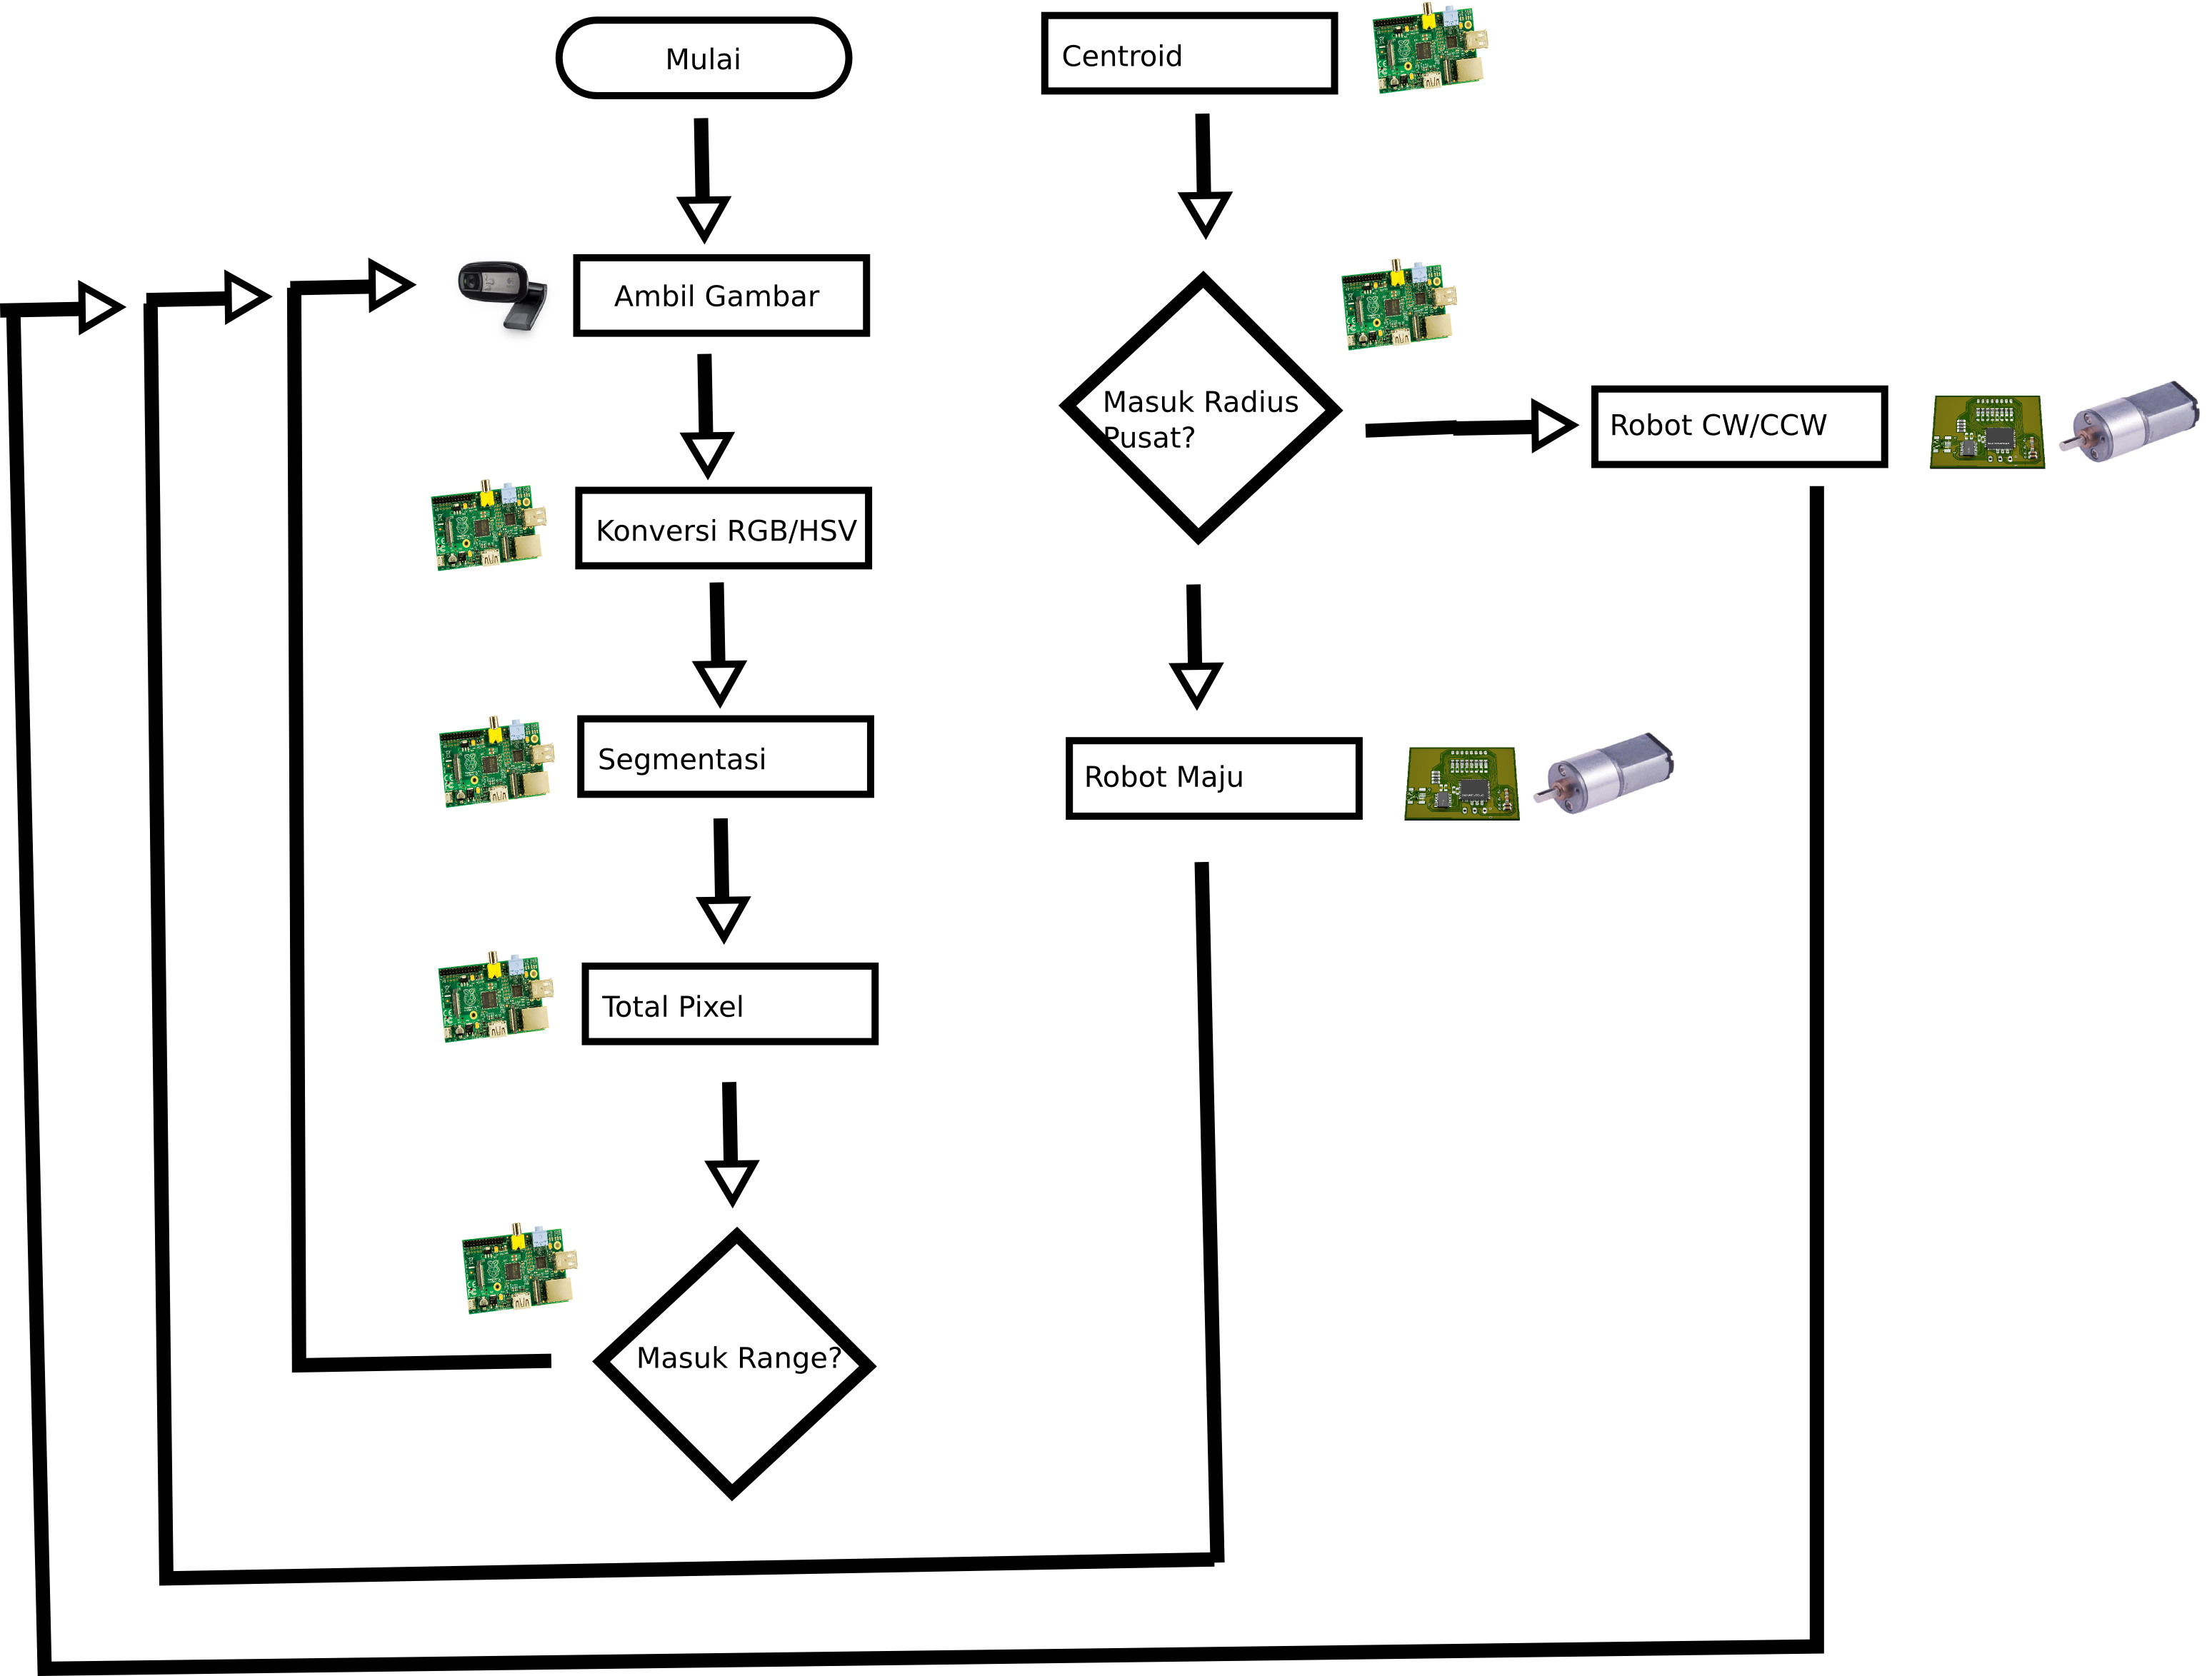 Mulai
Ambil Gambar
Konversi RGB/HSV
Segmentasi
Total Pixel
Masuk Range?
Centroid
Masuk Radius
Pusat?
Robot CW/CCW
Robot Maju